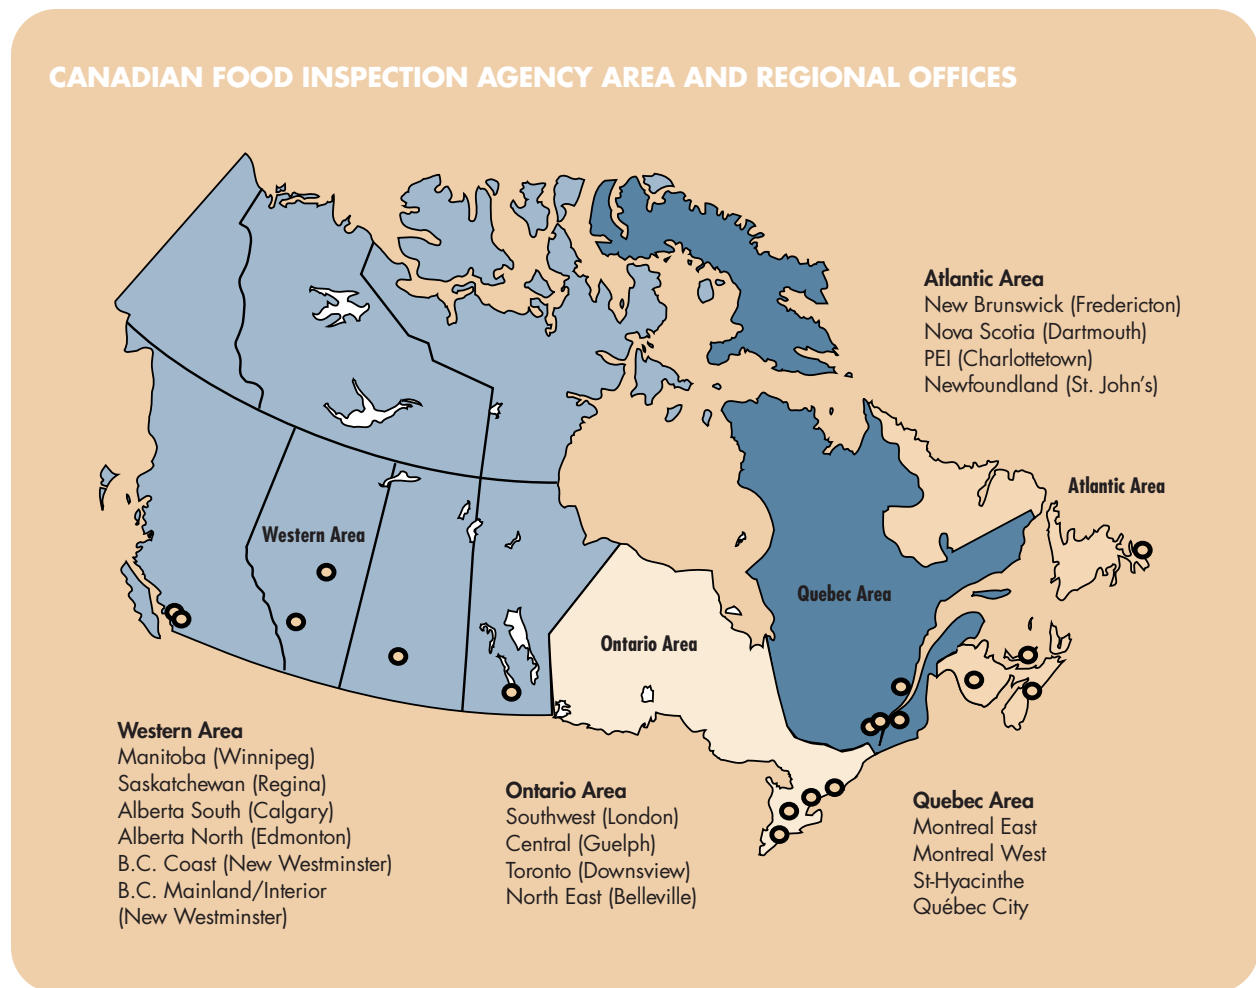 CANADIAN FOOD INSPECTION AGENCY AREA AND REGIONAL OFFICES
Atlantic Area
New Brunswick (Fredericton)
Nova Scotia (Dartmouth)
PEI (Charlottetown)
Newfoundland (St. John’s)
Atlantic Area
Western Area
Quebec Area
Ontario Area
Western Area
Manitoba (Winnipeg)
Saskatchewan (Regina)
Alberta South (Calgary)
Alberta North (Edmonton)
B.C. Coast (New Westminster)
B.C. Mainland/Interior
(New Westminster)
Ontario Area
Southwest (London)
Central (Guelph)
Toronto (Downsview)
North East (Belleville)
Quebec Area
Montreal East
Montreal West
St-Hyacinthe
Québec City